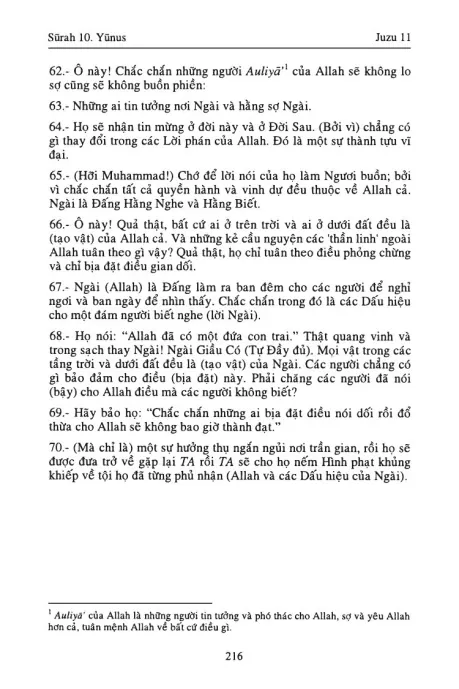 Sūrah 10. Yūnus Juzu 11
62.- Ô này! Chắc chắn những người Auliyā'¹ của Allah sẽ không lo
sợ cũng sẽ không buồn phiền:
63.- Những ai tin tưởng nơi Ngài và hằng sợ Ngài.
64.- Họ sẽ nhận tin mừng ở đời này và ở Đời Sau. (Bởi vì) chẳng có
gì thay đổi trong các Lời phán của Allah. Đó là một sự thành tựu vĩ
đại.
65.- (Hỡi Muhammad!) Chớ để lời nói của họ làm Ngươi buồn; bởi
vì chắc chắn tất cả quyền hành và vinh dự đều thuộc về Allah cả.
Ngài là Đấng Hằng Nghe và Hằng Biết.
66.- Ô này! Quả thật, bất cứ ai ở trên trời và ai ở dưới đất đều là
(tạo vật) của Allah cả. Và những kẻ cầu nguyện các 'thần linh' ngoài
Allah tuân theo gì vậy? Quả thật, họ chỉ tuân theo điều phỏng chừng
và chỉ bịa đặt điều gian dối.
67.- Ngài (Allah) là Đấng làm ra ban đêm cho các người để nghỉ
ngơi và ban ngày để nhìn thấy. Chắc chắn trong đó là các Dấu hiệu
cho một đám người biết nghe (lời Ngài).
68.- Họ nói: “Allah đã có một đứa con trai.” Thật quang vinh và
trong sạch thay Ngài! Ngài Giầu Có (Tự Đầy đủ). Mọi vật trong các
tầng trời và dưới đất đều là (tạo vật) của Ngài. Các người chẳng có
gì bảo đảm cho điều (bịa đặt) này. Phải chăng các người đã nói
(bậy) cho Allah điều mà các người không biết?
69.- Hãy bảo họ: “Chắc chắn những ai bịa đặt điều nói dối rồi đổ
thừa cho Allah sẽ không bao giờ thành đạt.”
70.- (Mà chỉ là) một sự hưởng thụ ngắn ngủi nơi trần gian, rồi họ sẽ
được đưa trở về gặp lại TA rồi TA sẽ cho họ nếm Hình phạt khủng
khiếp về tội họ đã từng phủ nhận (Allah và các Dấu hiệu của Ngài).
¹ Auliyā' của Allah là những người tin tưởng và phó thác cho Allah, sợ và yêu Allah
hơn cả, tuân mệnh Allah về bất cứ điều gì.
216